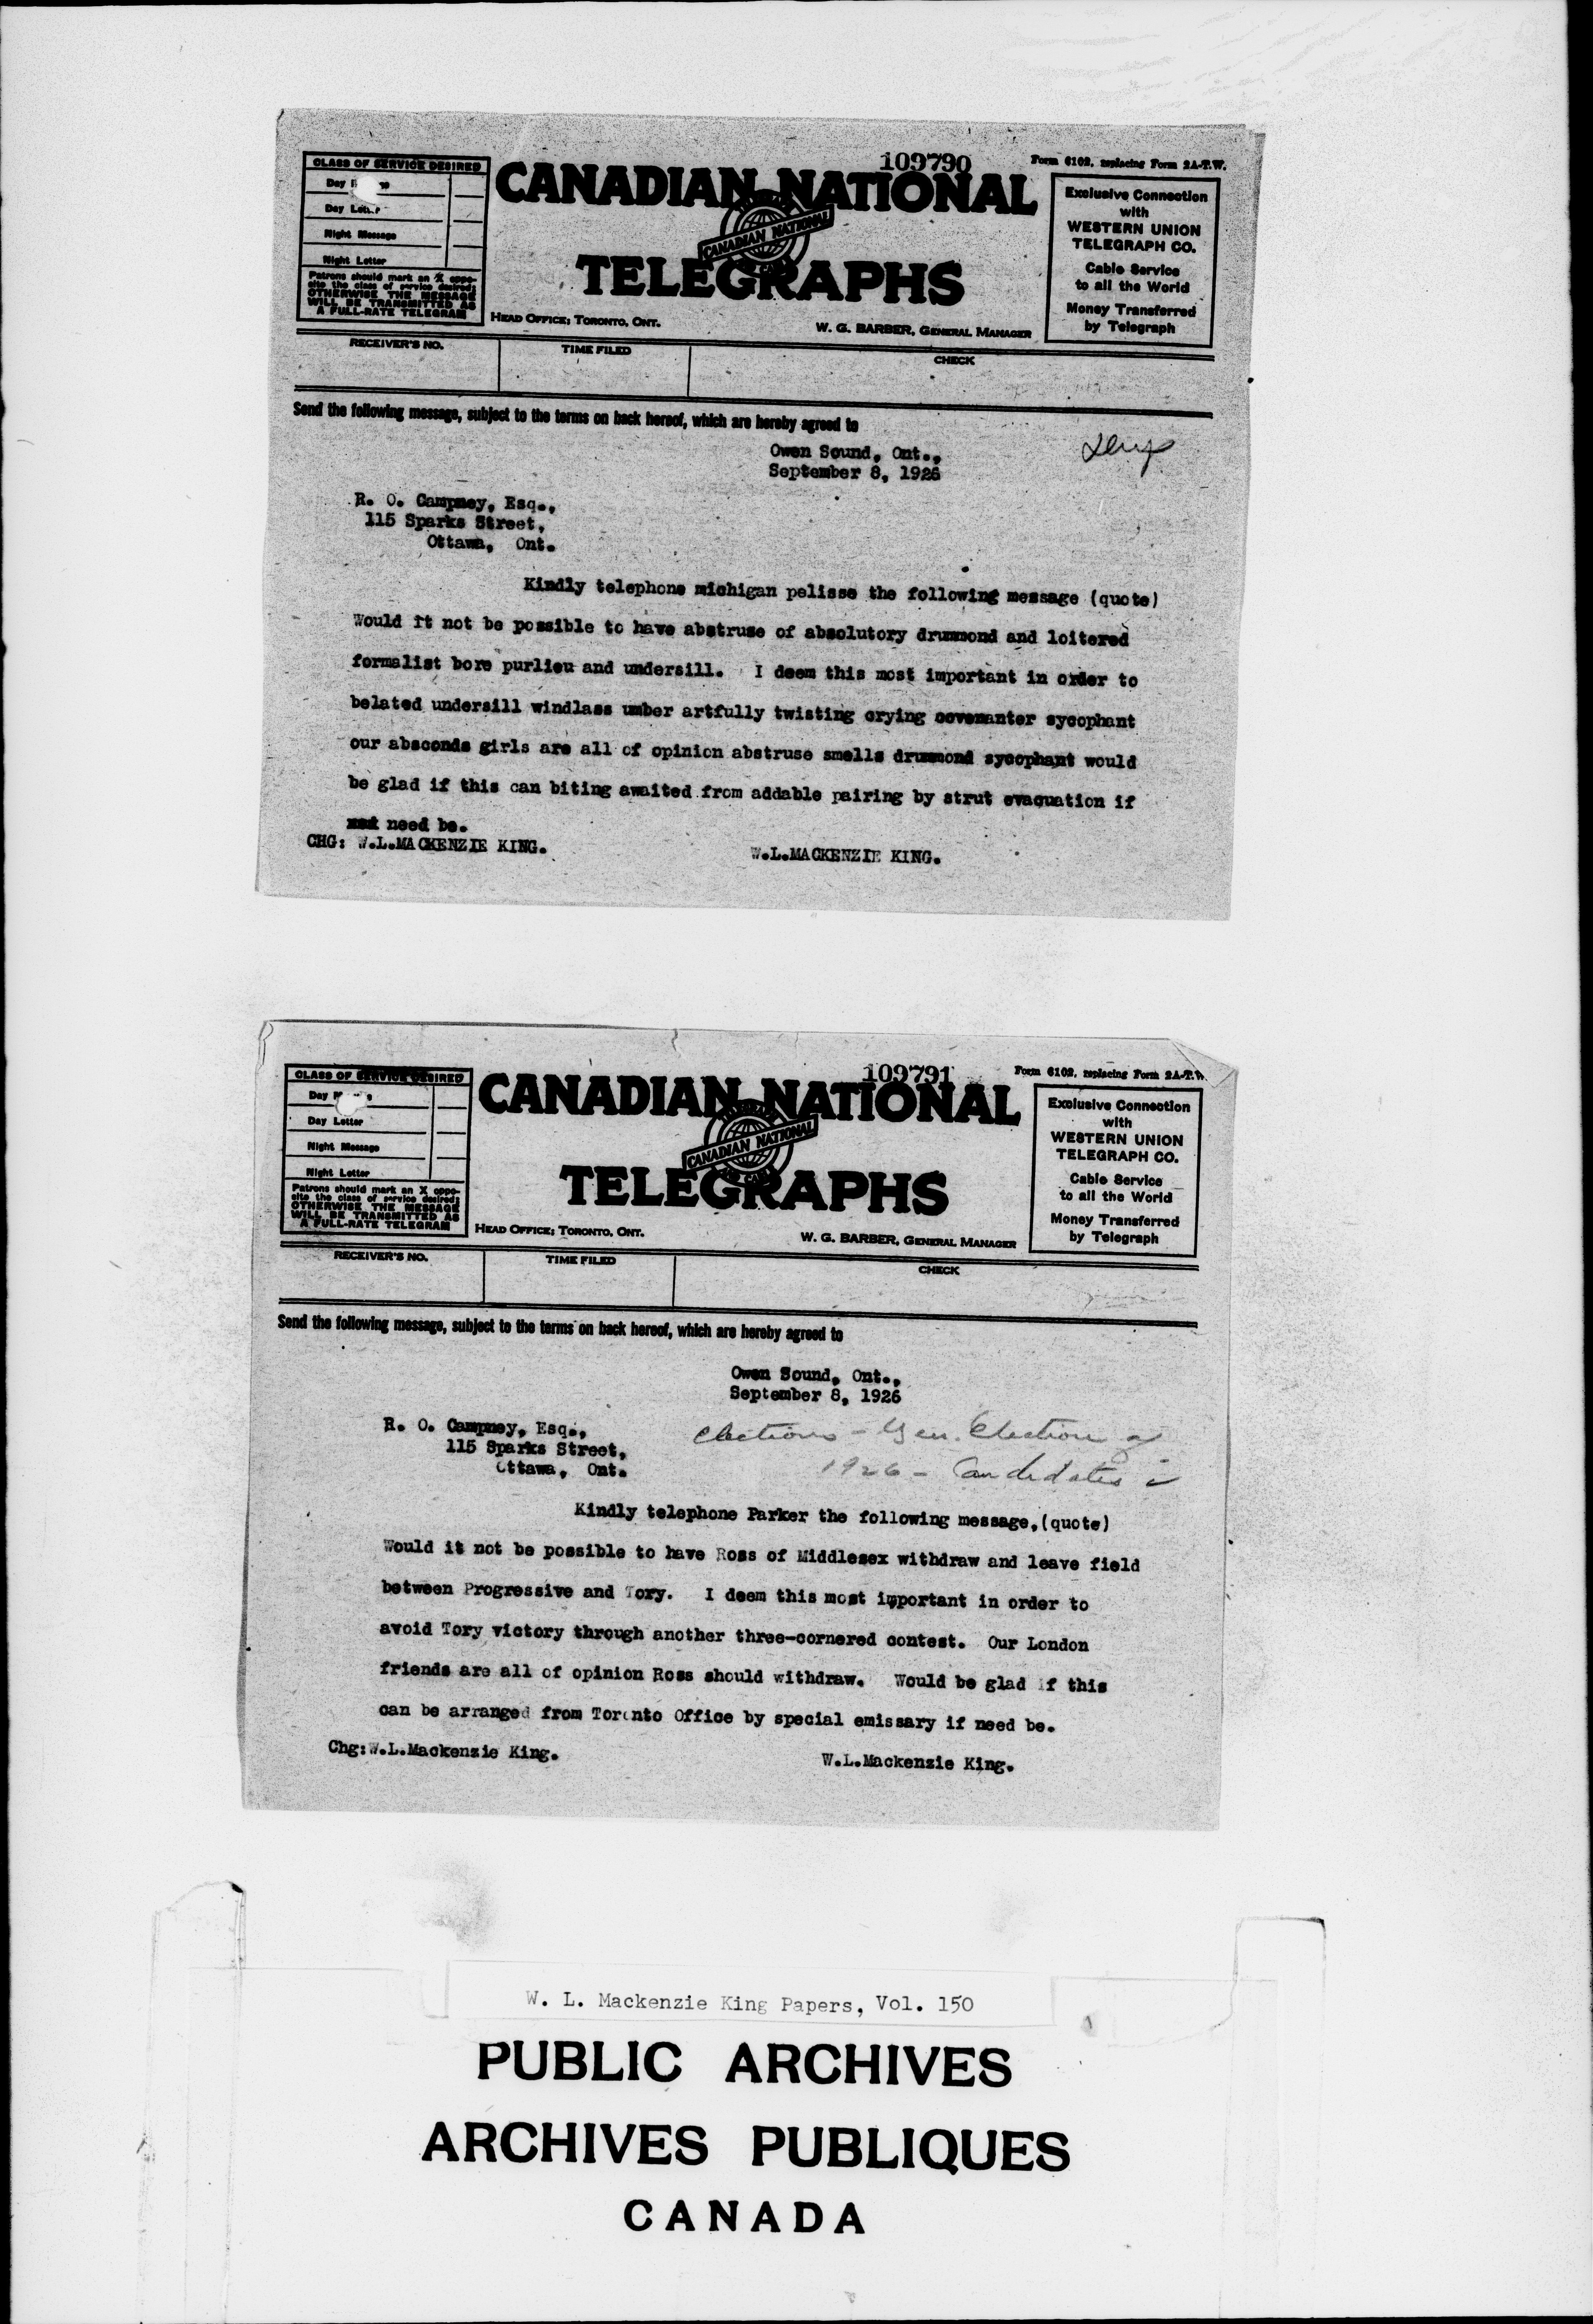 109790
Form 6102, replacing Form 2A-T.W.
CLASS OF SERVICE DESIRED
Day
Day Letter
Night Message
Night Letter
Patrons should mark an X oppo-
site the class of service desired;
OTHERWISE THE MESSAGE
WILL BE TRANSMITTED AS
A FULL-RATE TELEGRAM
CANADIAN NATIONAL
CANADIAN NATIONAL
TELEGRAPHS
HEAD OFFICE; TORONTO, ONT.
W. G. BARBER, GENERAL MANAGER
Exclusive Connection
with
WESTERN UNION
TELEGRAPH CO.
Cable Service
to all the World
Money Transferred
by Telegraph
RECEIVER'S NO.
TIME FILED
CHECK
Send the following message, subject to the terms on back hereof, which are hereby agreed to
Owen Sound, Ont.,
September 8, 1926
R. O. Campney, Esq.,
115 Sparks Street,
Ottawa, Ont.
Kindly telephone michigan pelisse the following message (quote)
Would it not be possible to have abstruse of absolutory drummond and loitered
formalist bore purlieu and undersill. I deem this most important in order to
belated undersill windlass umber artfully twisting crying covenanter sycophant
our absconds girls are all of opinion abstruse smells drummond sycophant would
be glad if this can biting awaited from addable pairing by strut evacuation if
need be.
CHG: W.L.MACKENZIE KING.
W.L.MACKENZIE KING.
109791
Form 6102, replacing Form 2A-T.W.
CLASS OF SERVICE DESIRED
Day
Day Letter
Night Message
Night Letter
Patrons should mark an X oppo-
site the class of service desired;
OTHERWISE THE MESSAGE
WILL BE TRANSMITTED AS
A FULL-RATE TELEGRAM
CANADIAN NATIONAL
CANADIAN NATIONAL
TELEGRAPHS
HEAD OFFICE; TORONTO, ONT.
W. G. BARBER, GENERAL MANAGER
Exclusive Connection
with
WESTERN UNION
TELEGRAPH CO.
Cable Service
to all the World
Money Transferred
by Telegraph
RECEIVER'S NO.
TIME FILED
CHECK
Send the following message, subject to the terms on back hereof, which are hereby agreed to
Owen Sound, Ont.,
September 8, 1926
R. O. Campney, Esq.,
115 Sparks Street,
Ottawa, Ont.
Elections - Gen. Election of
1926 - Candidates in
Kindly telephone Parker the following message,(quote)
Would it not be possible to have Ross of Middlesex withdraw and leave field
between Progressive and Tory. I deem this most important in order to
avoid Tory victory through another three-cornered contest. Our London
friends are all of opinion Ross should withdraw. Would be glad if this
can be arranged from Toronto Office by special emissary if need be.
Chg:W.L.Mackenzie King.
W.L.Mackenzie King.
W. L. Mackenzie King Papers, Vol. 150
PUBLIC ARCHIVES
ARCHIVES PUBLIQUES
CANADA